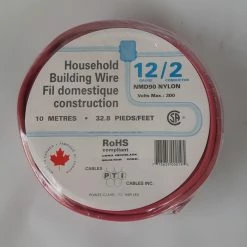 Household
Building Wire
Fil domestique
construction
12/2
NMD90 NYLON
Volts Max.: 300
10 METRES • 32.8 PIEDS/FEET
RoHS
compliant
CABLES
PTI
CABLES INC.